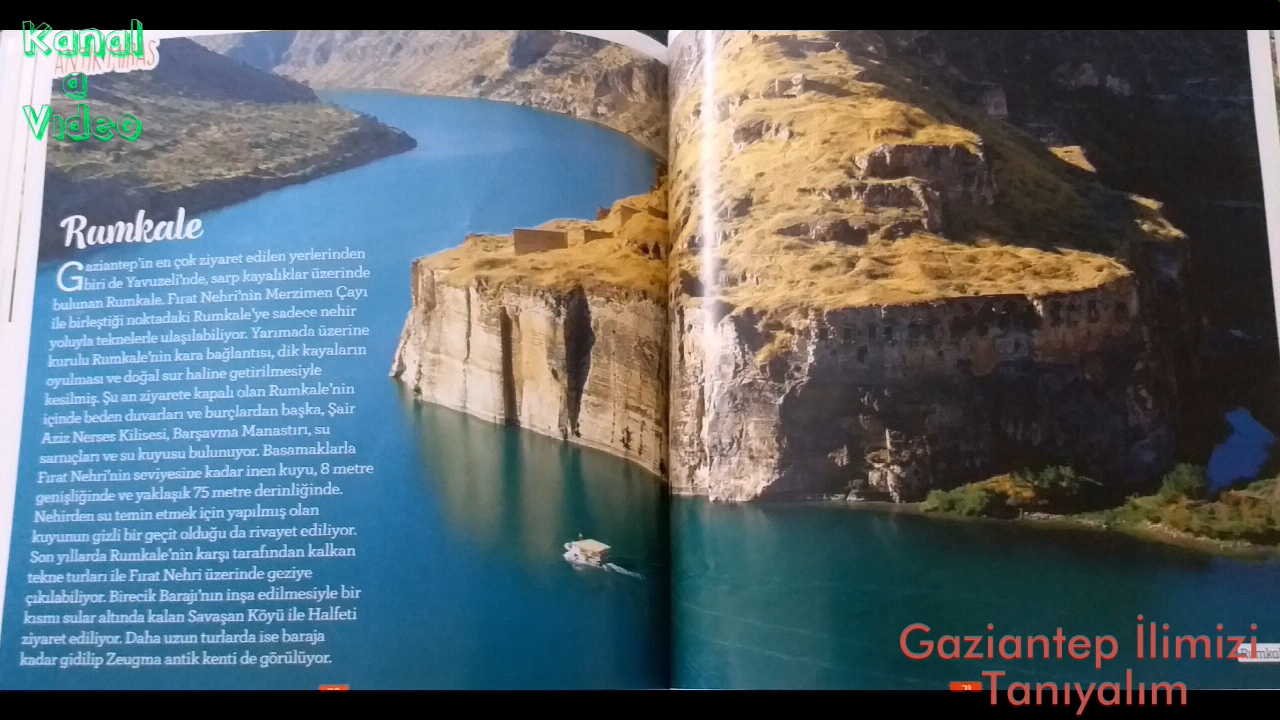 Kanal
a
Video
ANTİK MİRAS
Rumkale
Gaziantep'in en çok ziyaret edilen yerlerinden
biri de Yavuzeli'nde, sarp kayalıklar üzerinde
bulunan Rumkale. Fırat Nehri'nin Merzimen Çayı
ile birleştiği noktadaki Rumkale'ye sadece nehir
yoluyla teknelerle ulaşılabiliyor. Yarımada üzerine
kurulu Rumkale'nin kara bağlantısı, dik kayaların
oyulması ve doğal sur haline getirilmesiyle
kesilmiş. Şu an ziyarete kapalı olan Rumkale'nin
içinde beden duvarları ve burçlardan başka, Şair
Aziz Nerses Kilisesi, Barşavma Manastırı, su
sarnıçları ve su kuyusu bulunuyor. Basamaklarla
Fırat Nehri'nin seviyesine kadar inen kuyu, 8 metre
genişliğinde ve yaklaşık 75 metre derinliğinde.
Nehirden su temin etmek için yapılmış olan
kuyunun gizli bir geçit olduğu da rivayet ediliyor.
Son yıllarda Rumkale'nin karşı tarafından kalkan
tekne turları ile Fırat Nehri üzerinde geziye
çıkılabiliyor. Birecik Barajı'nın inşa edilmesiyle bir
kısmı sular altında kalan Savaşan Köyü ile Halfeti
ziyaret ediliyor. Daha uzun turlarda ise baraja
kadar gidilip Zeugma antik kenti de görülüyor.
Gaziantep İlimizi
Tanıyalım